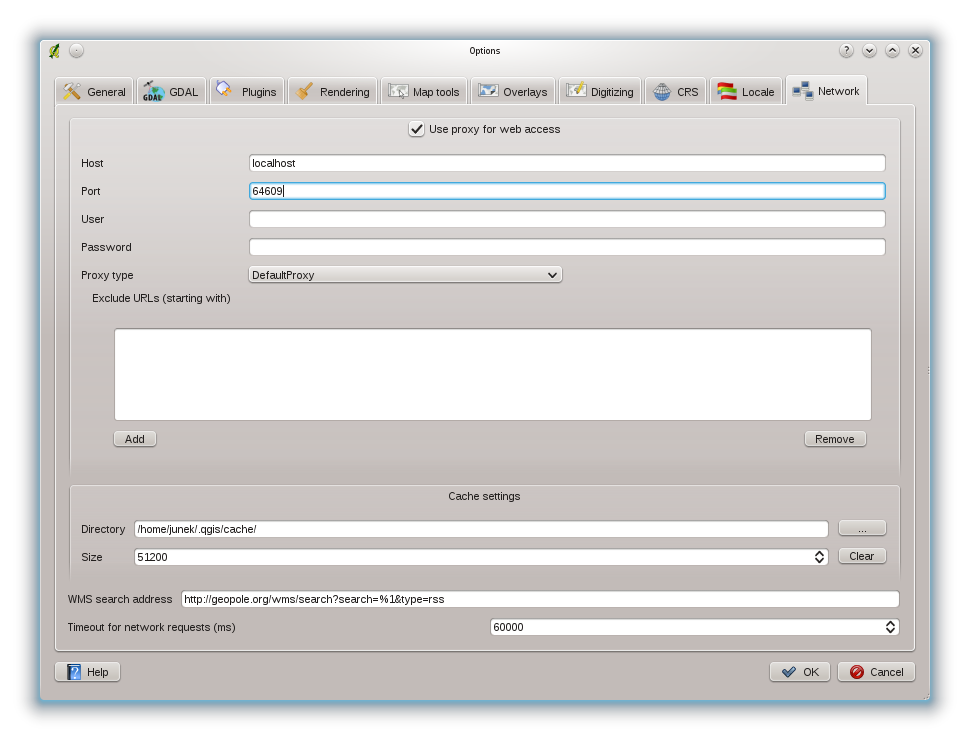 Options
General GDAL Plugins Rendering Map tools Overlays Digitizing CRS Locale Network
Use proxy for web access
Host localhost
Port 64609
User
Password
Proxy type DefaultProxy
Exclude URLs (starting with)
Add Remove
Cache settings
Directory /home/junek/.qgis/cache/ ...
Size 51200 Clear
WMS search address http://geopole.org/wms/search?search=%1&type=rss
Timeout for network requests (ms) 60000
Help OK Cancel